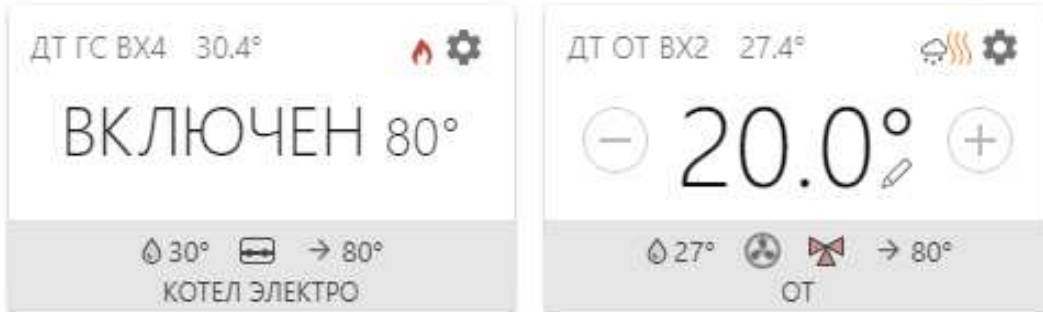 ДТ ГС ВХ4 30.4°
ВКЛЮЧЕН 80°
30° → 80°
КОТЕЛ ЭЛЕКТРО
ДТ ОТ ВХ2 27.4°
20.0°
27° → 80°
ОТ